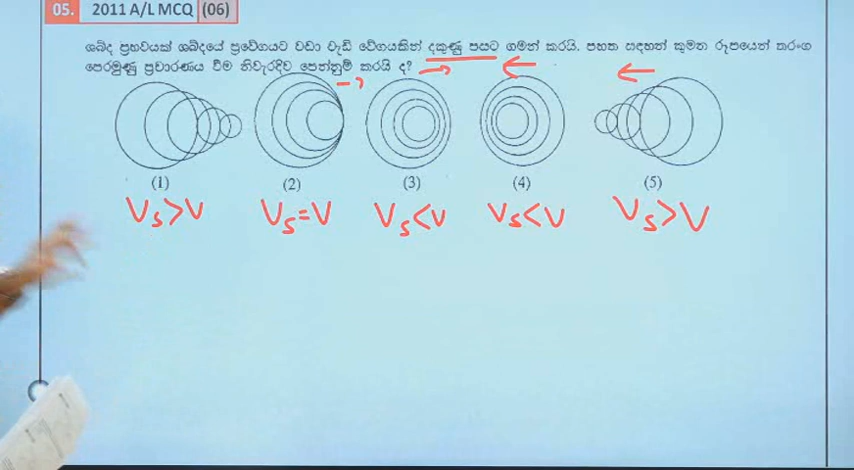 05. 2011 A/L MCQ (06)
ශබ්ද ප්‍රභවයක් ශබ්දයේ ප්‍රවේගයට වඩා වැඩි වේගයකින් දකුණු පසට ගමන් කරයි. පහත සඳහන් කුමන රූපයෙන් තරංග
පෙරමුණු ප්‍රචාරණය වීම නිවැරදිව පෙන්නුම් කරයි ද?
(1) (2) (3) (4) (5)
Vs>V Vs=V Vs<V Vs<V Vs>V